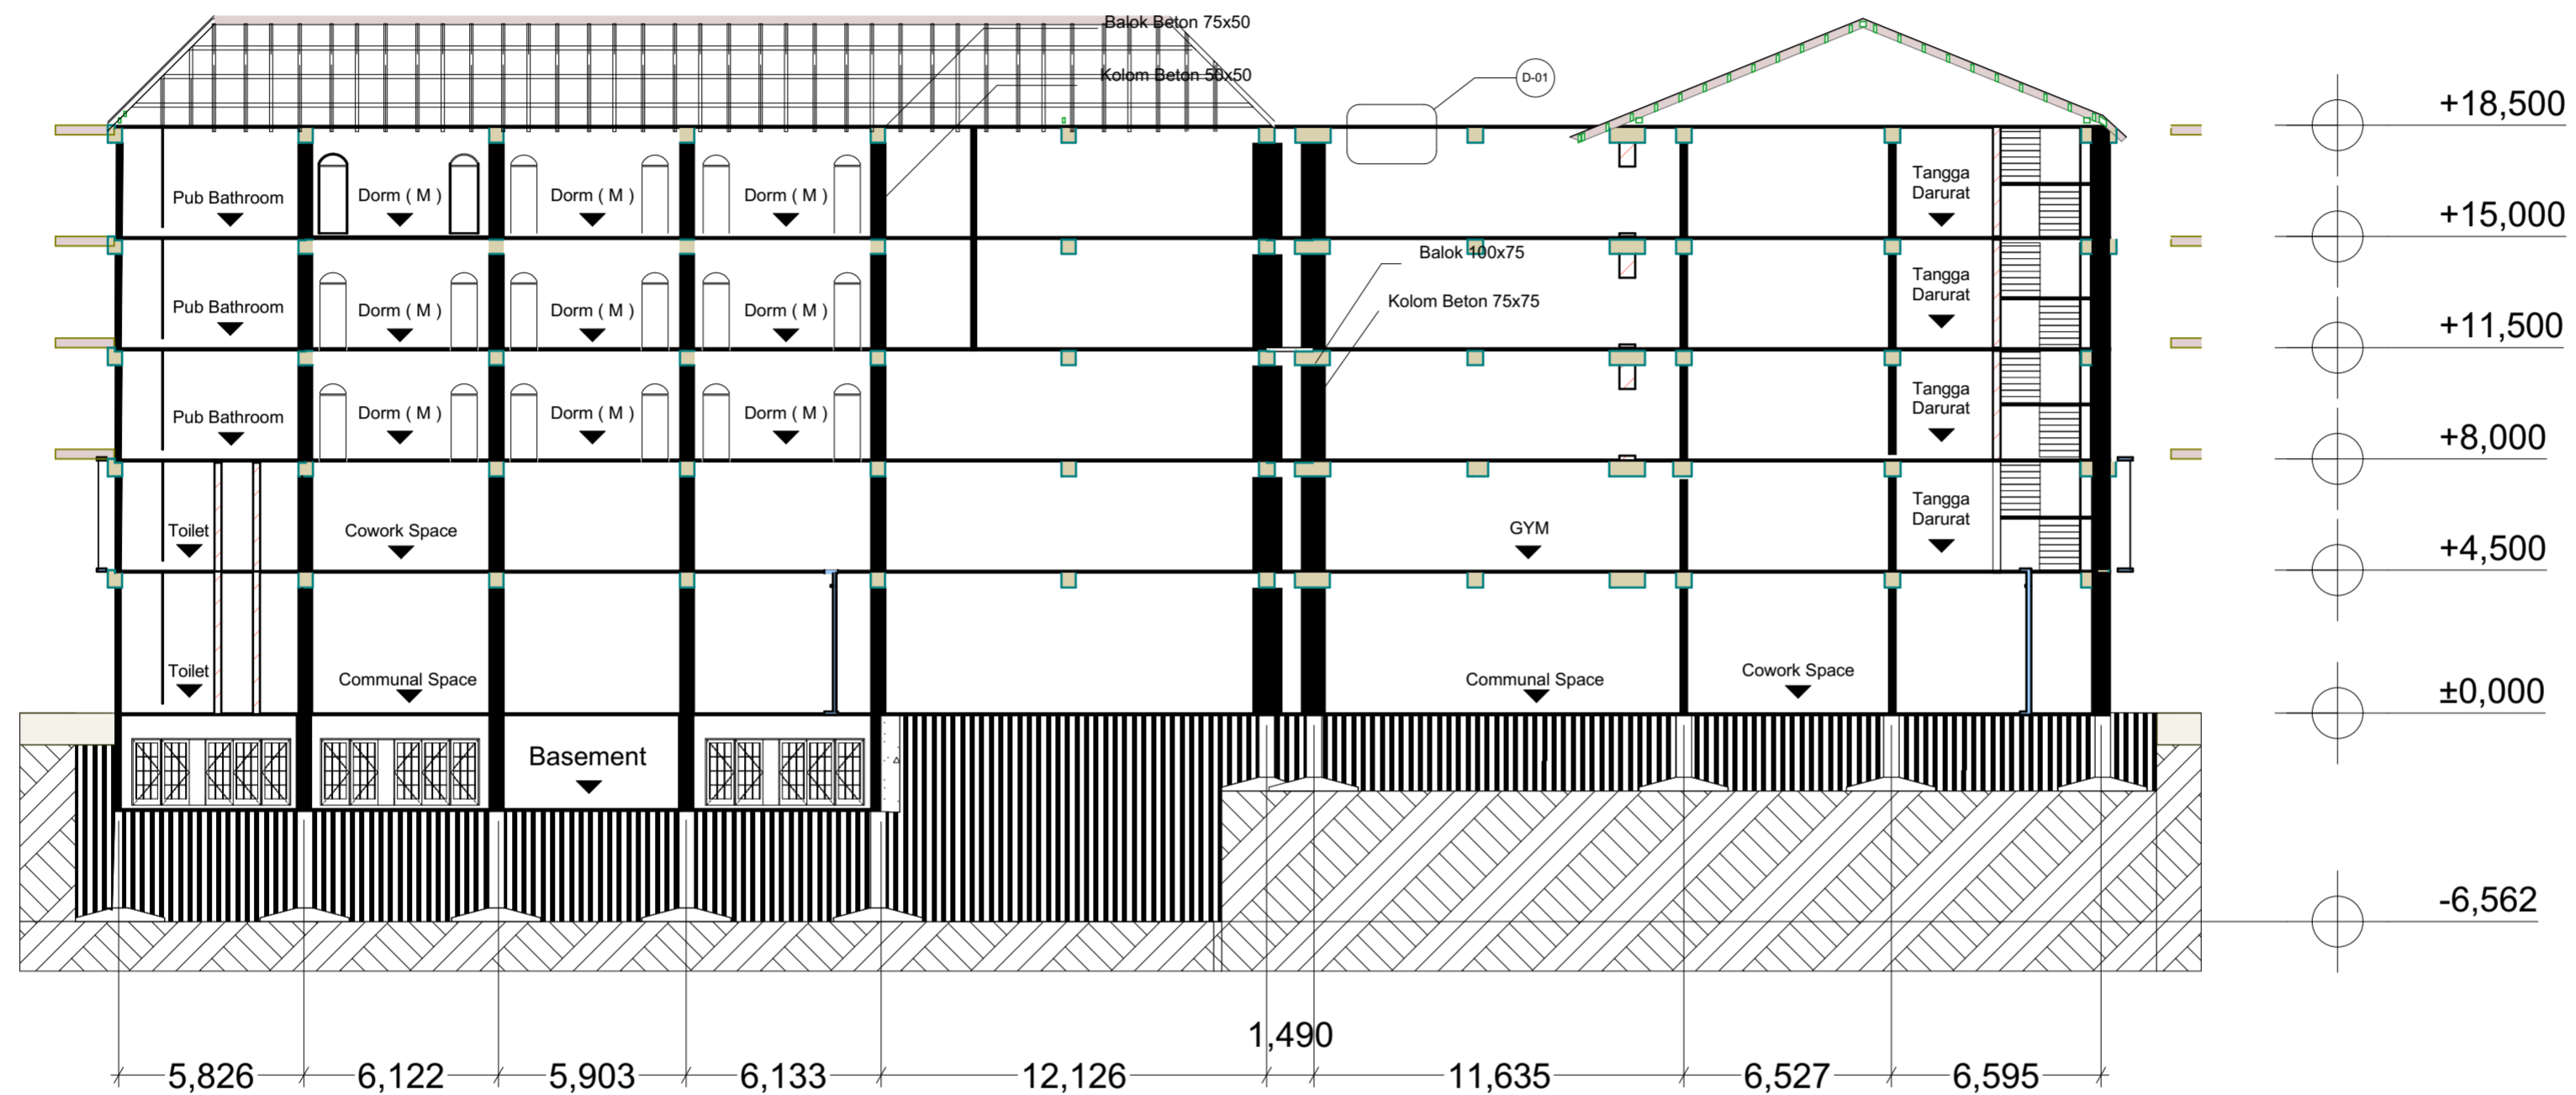 Balok Beton 75x50
Kolom Beton 50x50
D-01
+18,500
Pub Bathroom
Dorm ( M )
Dorm ( M )
Dorm ( M )
Tangga
Darurat
+15,000
Balok 100x75
Kolom Beton 75x75
Pub Bathroom
Dorm ( M )
Dorm ( M )
Dorm ( M )
Tangga
Darurat
+11,500
Pub Bathroom
Dorm ( M )
Dorm ( M )
Dorm ( M )
Tangga
Darurat
+8,000
Toilet
Cowork Space
GYM
Tangga
Darurat
+4,500
Toilet
Communal Space
Communal Space
Cowork Space
±0,000
Basement
-6,562
1,490
5,826
6,122
5,903
6,133
12,126
11,635
6,527
6,595